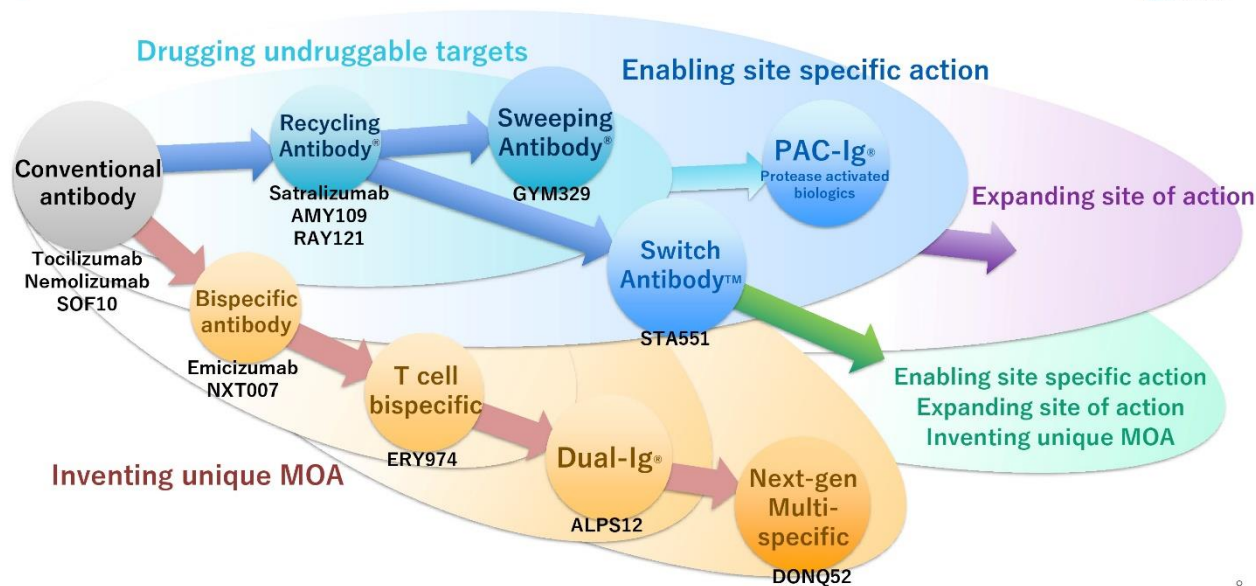 Drugging undruggable targets
Enabling site specific action
Conventional
antibody
Tocilizumab
Nemolizumab
SOF10
Recycling
Antibody®
Satralizumab
AMY109
RAY121
Sweeping
Antibody®
GYM329
PAC-Ig®
Protease activated
biologics
Expanding site of action
Switch
Antibody™
STA551
Bispecific
antibody
Emicizumab
NXT007
T cell
bispecific
ERY974
Dual-Ig®
ALPS12
Next-gen
Multi-
specific
DONQ52
Inventing unique MOA
Enabling site specific action
Expanding site of action
Inventing unique MOA